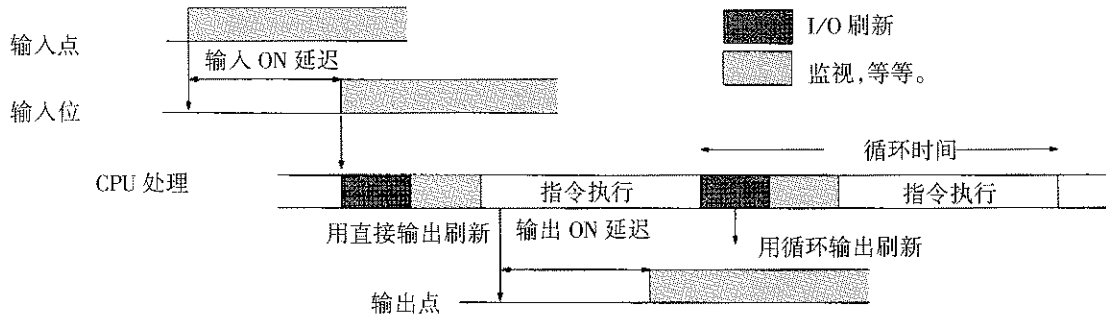 输入点
输入 ON 延迟
I/O 刷新
监视,等等。
输入位
循环时间
CPU 处理
指令执行
指令执行
用直接输出刷新
输出 ON 延迟
用循环输出刷新
输出点